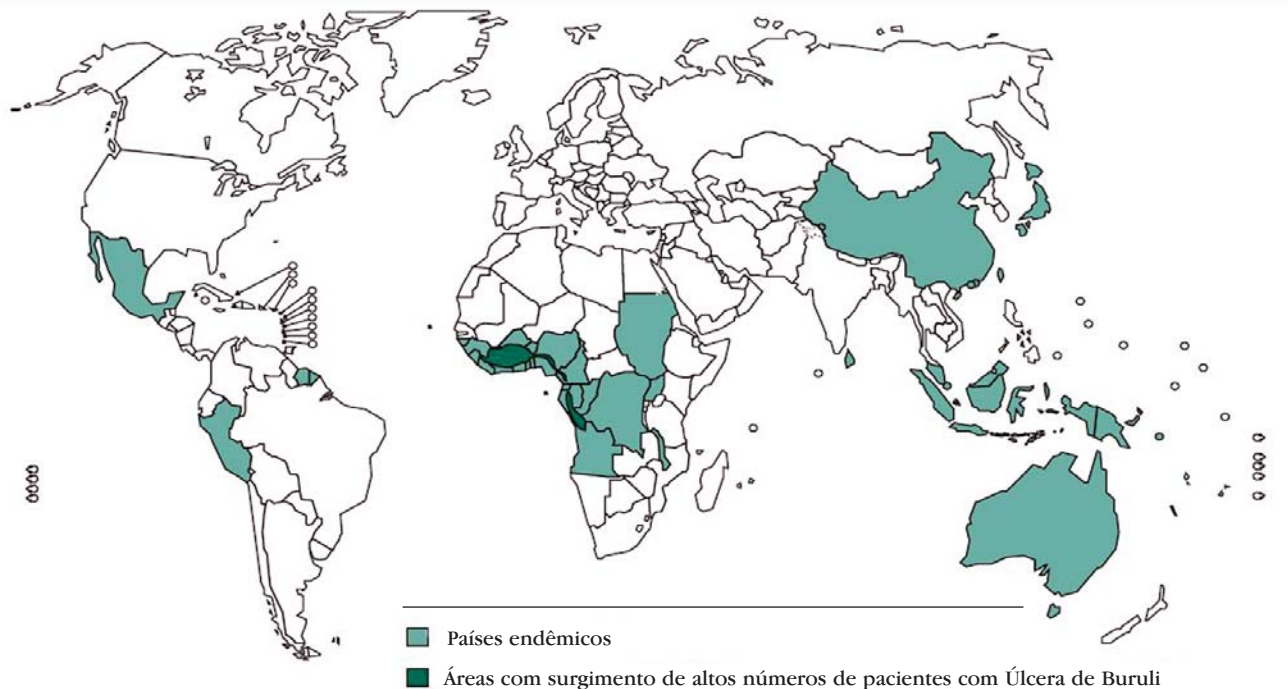 Países endêmicos
Áreas com surgimento de altos números de pacientes com Úlcera de Buruli